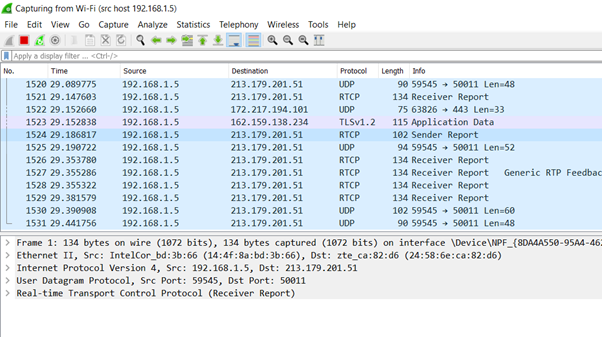 Capturing from Wi-Fi (src host 192.168.1.5)
File Edit View Go Capture Analyze Statistics Telephony Wireless Tools Help
Apply a display filter ... <Ctrl-/>
No. Time Source Destination Protocol Length Info
1520 29.089775 192.168.1.5 213.179.201.51 UDP 90 59545 → 50011 Len=48
1521 29.147603 192.168.1.5 213.179.201.51 RTCP 134 Receiver Report
1522 29.152660 192.168.1.5 172.217.194.101 UDP 75 63826 → 443 Len=33
1523 29.152838 192.168.1.5 162.159.138.234 TLSv1.2 115 Application Data
1524 29.186817 192.168.1.5 213.179.201.51 RTCP 102 Sender Report
1525 29.190722 192.168.1.5 213.179.201.51 UDP 94 59545 → 50011 Len=52
1526 29.353780 192.168.1.5 213.179.201.51 RTCP 134 Receiver Report
1527 29.355286 192.168.1.5 213.179.201.51 RTCP 134 Receiver Report Generic RTP Feedbac
1528 29.355322 192.168.1.5 213.179.201.51 RTCP 134 Receiver Report
1529 29.381579 192.168.1.5 213.179.201.51 RTCP 134 Receiver Report
1530 29.390908 192.168.1.5 213.179.201.51 UDP 102 59545 → 50011 Len=60
1531 29.441756 192.168.1.5 213.179.201.51 UDP 90 59545 → 50011 Len=48
Frame 1: 134 bytes on wire (1072 bits), 134 bytes captured (1072 bits) on interface \Device\NPF_{8DA4A550-95A4-462
Ethernet II, Src: IntelCor_bd:3b:66 (14:4f:8a:bd:3b:66), Dst: zte_ca:82:d6 (24:58:6e:ca:82:d6)
Internet Protocol Version 4, Src: 192.168.1.5, Dst: 213.179.201.51
User Datagram Protocol, Src Port: 59545, Dst Port: 50011
Real-time Transport Control Protocol (Receiver Report)